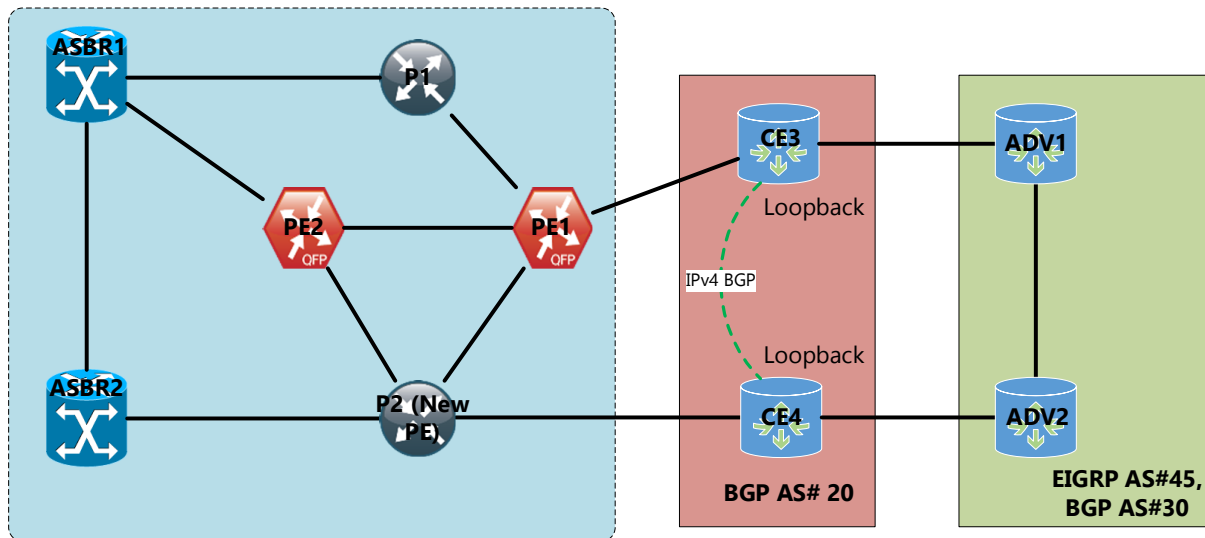 ASBR1
P1
CE3
ADV1
Loopback
PE2
PE1
QFP
QFP
IPv4 BGP
Loopback
ASBR2
P2 (New
PE)
CE4
ADV2
BGP AS# 20
EIGRP AS#45,
BGP AS#30